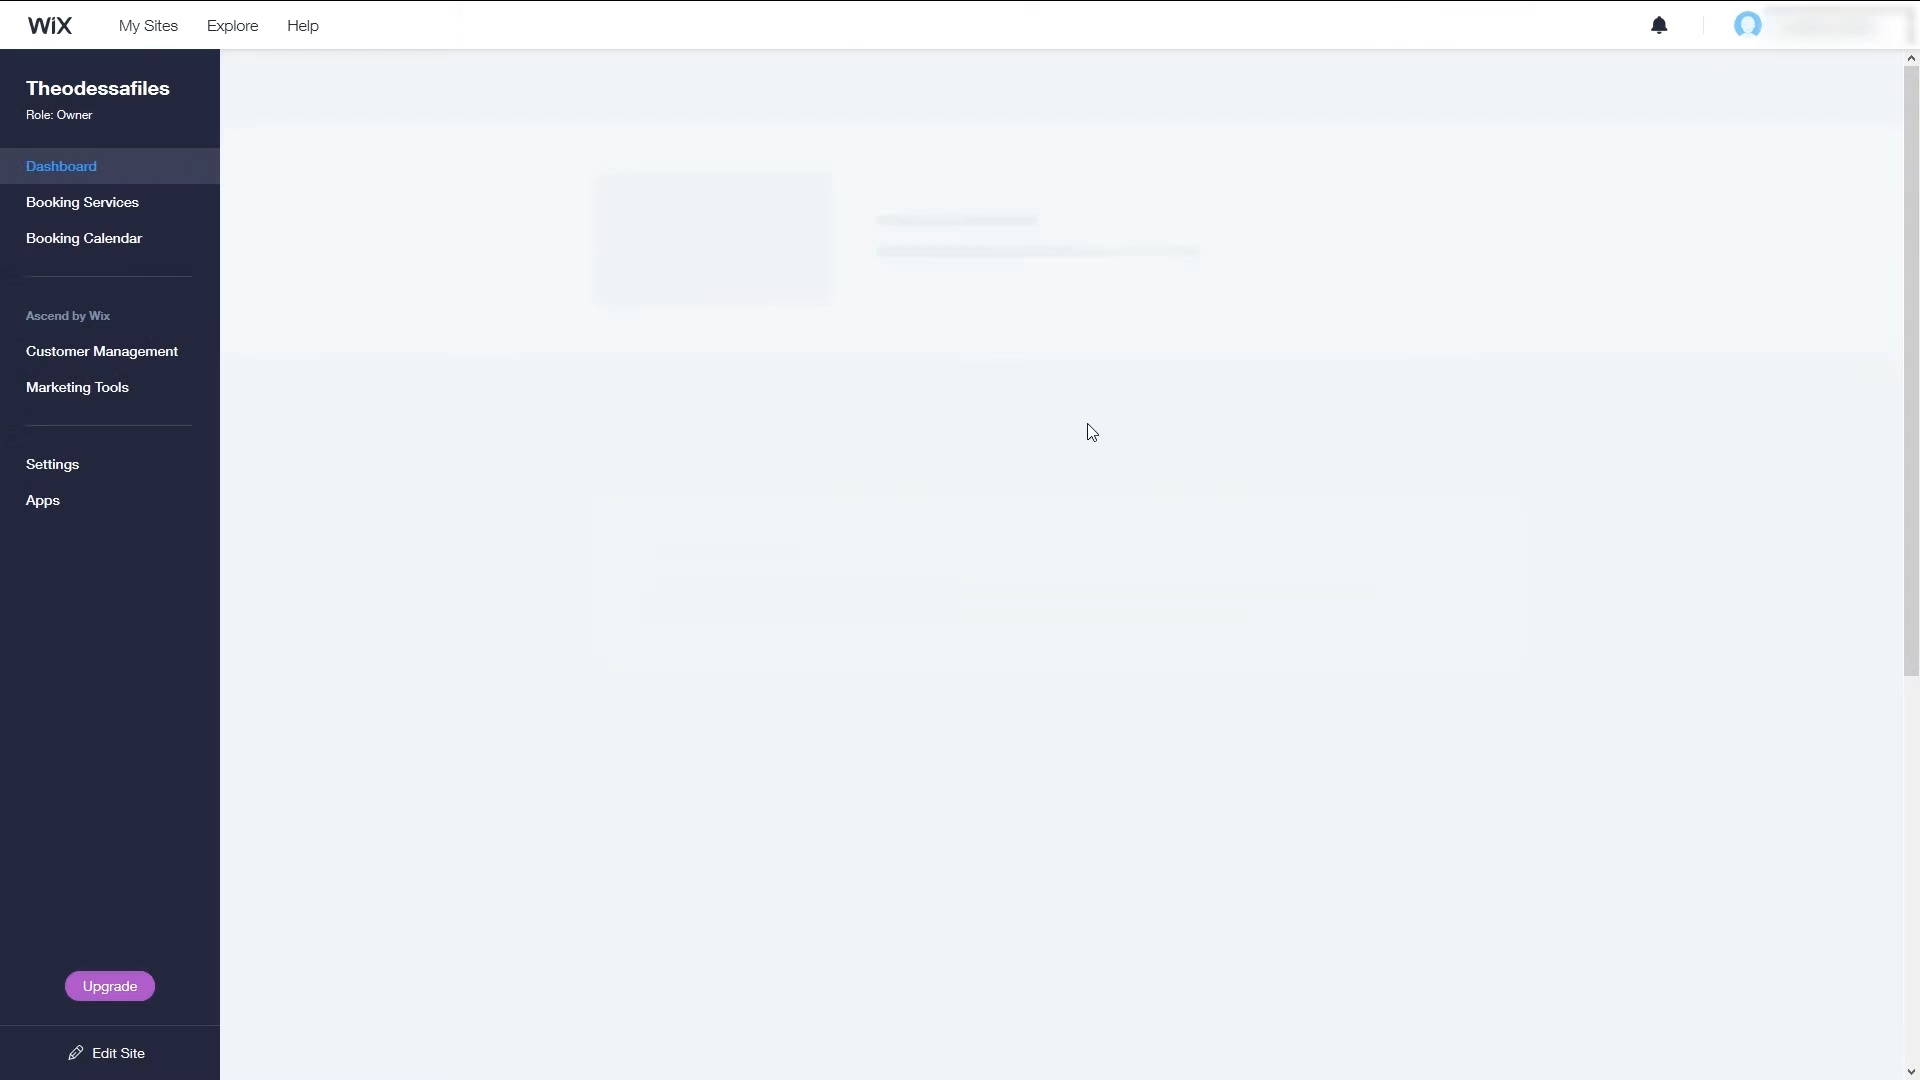 WiX
My Sites
Explore
Help
Theodessafiles
Role: Owner
Dashboard
Booking Services
Booking Calendar
Ascend by Wix
Customer Management
Marketing Tools
Settings
Apps
Upgrade
Edit Site